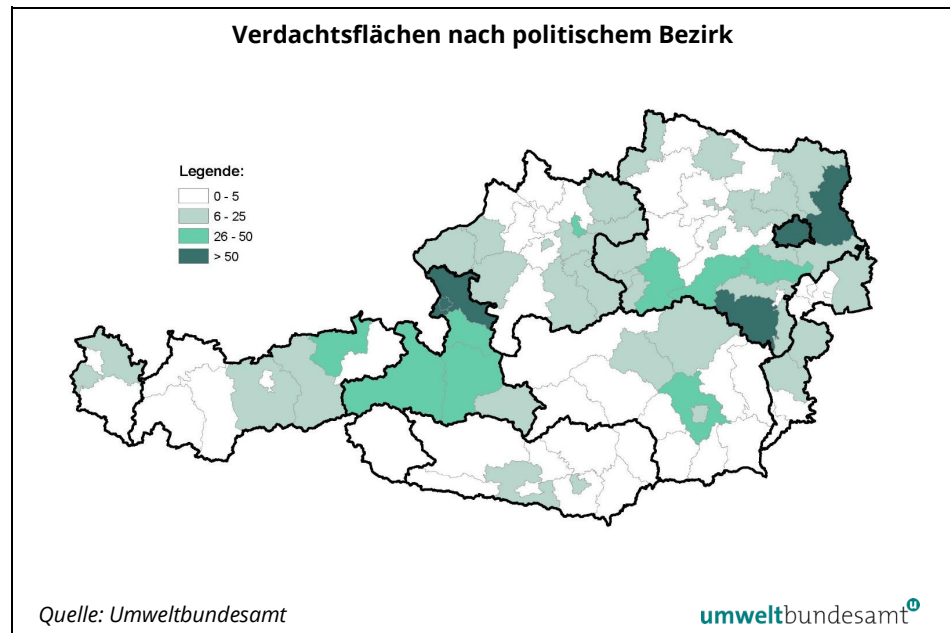 Verdachtsflächen nach politischem Bezirk
Legende:
0 - 5
6 - 25
26 - 50
> 50
Quelle: Umweltbundesamt
umweltbundesamt
u